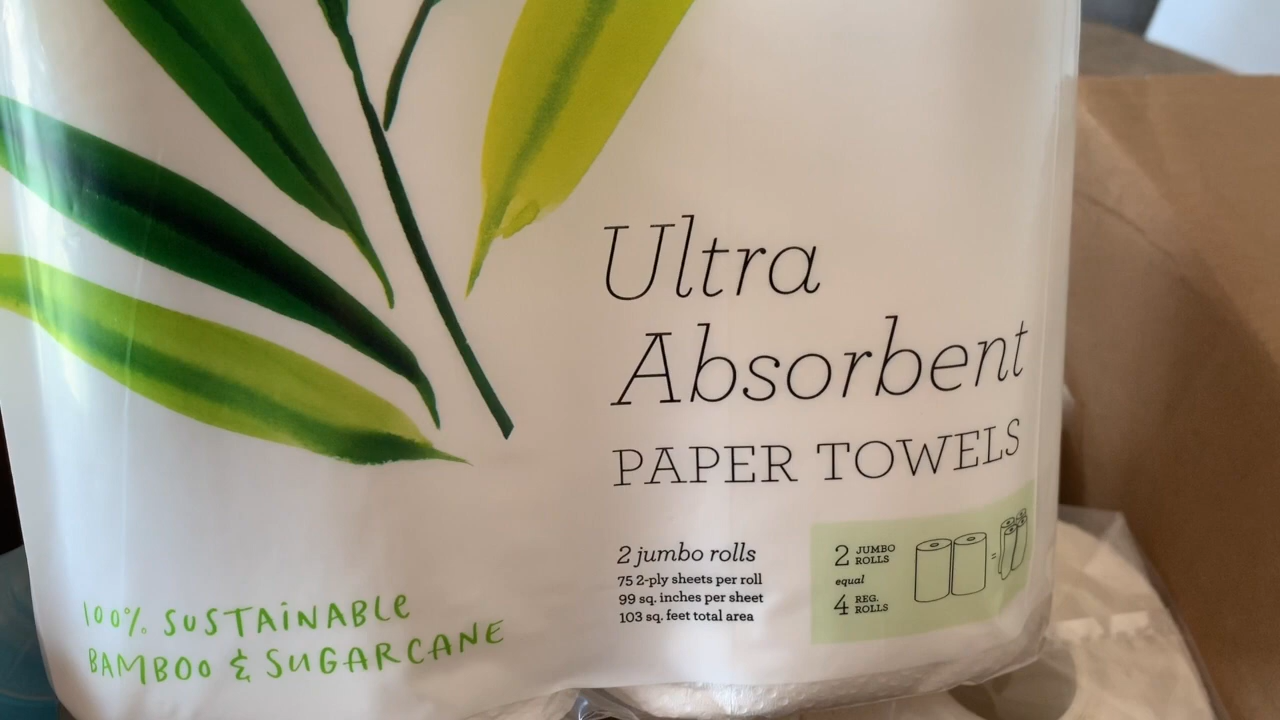 Ultra
Absorbent
PAPER TOWELS
2 jumbo rolls
75 2-ply sheets per roll
99 sq. inches per sheet
103 sq. feet total area
2 JUMBO
ROLLS
equal
4 REG.
ROLLS
=
100% SUSTAiNABLE
BAMBOO & SUGARCANE